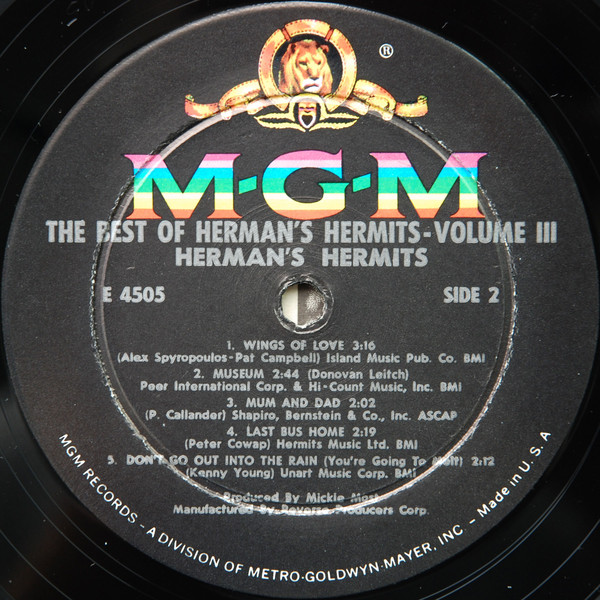 ®
M-G-M
THE BEST OF HERMAN'S HERMITS-VOLUME III
HERMAN'S HERMITS
E 4505
SIDE 2
1. WINGS OF LOVE 3:16
(Alex Spyropoulos-Pat Campbell) Island Music Pub. Co. BMI
2. MUSEUM 2:44 (Donovan Leitch)
Peer International Corp. & Hi-Count Music, Inc. BMI
3. MUM AND DAD 2:02
(P. Callander) Shapiro, Bernstein & Co., Inc. ASCAP
4. LAST BUS HOME 2:19
(Peter Cowap) Hermits Music Ltd. BMI
5. DON'T GO OUT INTO THE RAIN (You're Going To Melt) 2:12
(Kenny Young) Unart Music Corp. BMI
Produced By Mickie Most
Manufactured By Reverse Producers Corp.
MGM RECORDS - A DIVISION OF METRO-GOLDWYN-MAYER, INC - Made in U. S. A